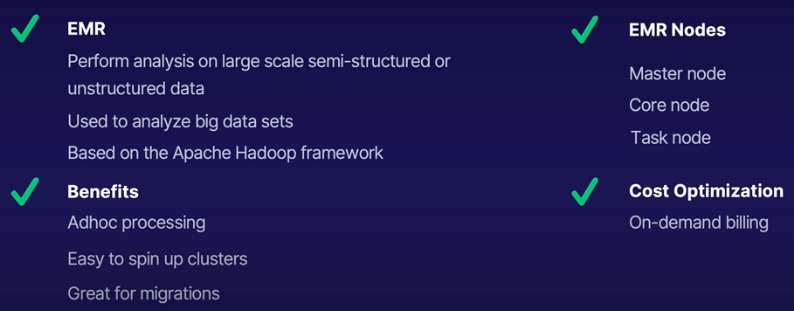 EMR
Perform analysis on large scale semi-structured or
unstructured data
Used to analyze big data sets
Based on the Apache Hadoop framework
Benefits
Adhoc processing
Easy to spin up clusters
Great for migrations
EMR Nodes
Master node
Core node
Task node
Cost Optimization
On-demand billing